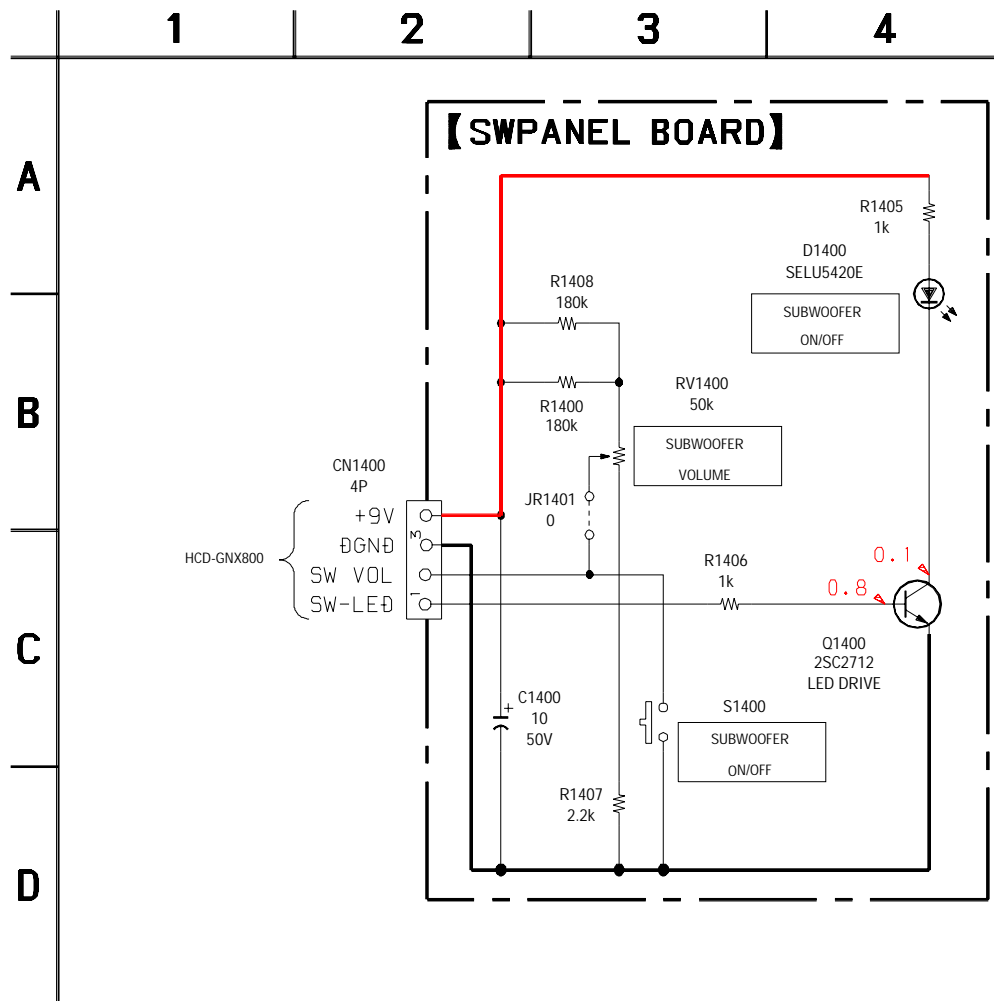 1 2 3 4
A
B
C
D
【SWPANEL BOARD】
R1405
1k
D1400
SELU5420E
SUBWOOFER
ON/OFF
R1408
180k
R1400
180k
RV1400
50k
SUBWOOFER
VOLUME
CN1400
4P
JR1401
0
+9V
DGND
SW VOL
SW-LED
3
1
HCD-GNX800
R1406
1k
0.1
0.8
Q1400
2SC2712
LED DRIVE
+
C1400
10
50V
S1400
SUBWOOFER
ON/OFF
R1407
2.2k